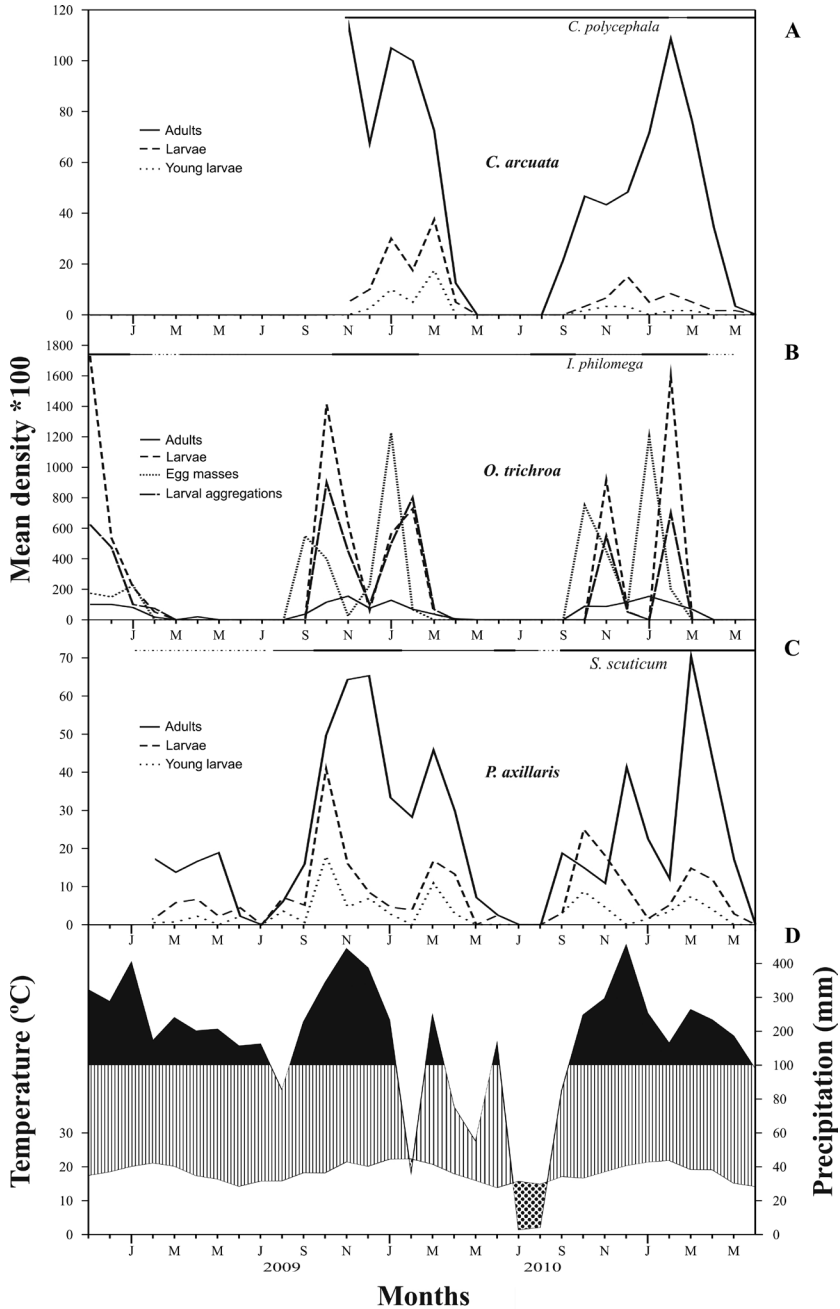 120
100
80
60
40
20
0
C. polycephala
A
Adults
Larvae
Young larvae
C. arcuata
J M M J S N J M M J S N J M M
1800
1600
1400
1200
1000
800
600
400
200
0
I. philomega
B
Adults
Larvae
Egg masses
Larval aggregations
O. trichroa
Mean density *100
J M M J S N J M M J S N J M M
70
60
50
40
30
20
10
0
S. scuticum
C
Adults
Larvae
Young larvae
P. axillaris
J M M J S N J M M J S N J M M
D
Temperature (ºC)
30
20
10
0
400
300
200
100
80
60
40
20
0
Precipitation (mm)
J M M J S N J M M J S N J M M
2009 2010
Months